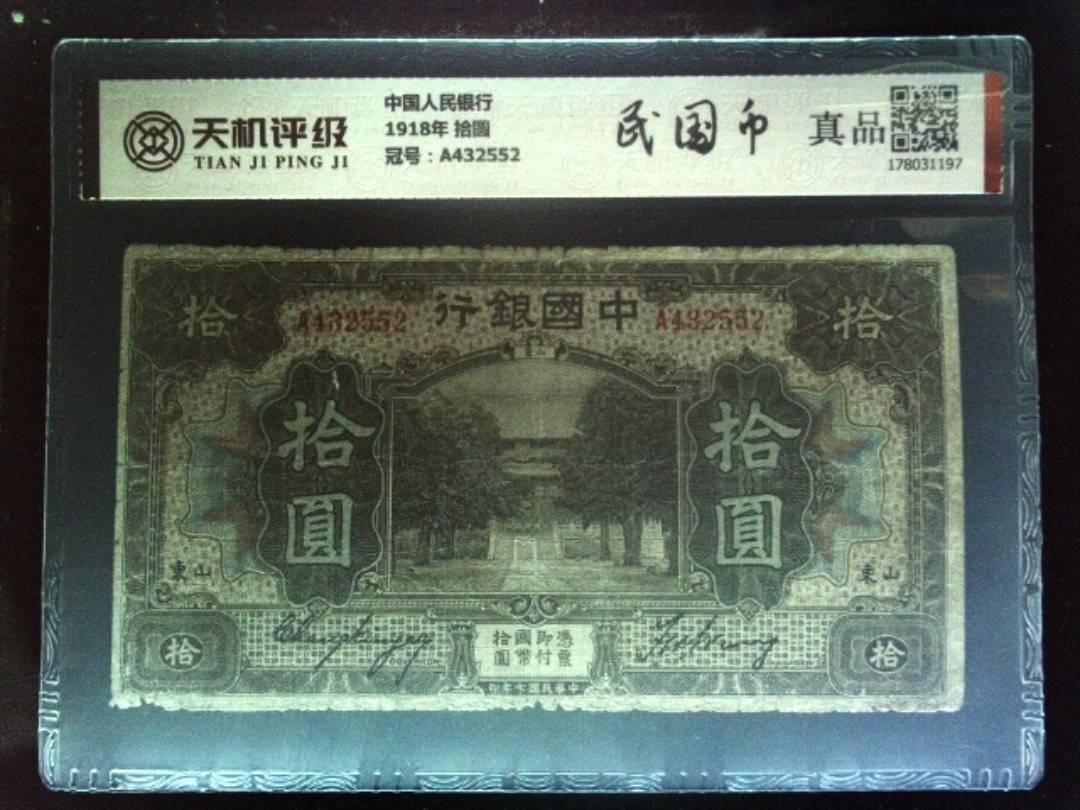 天机评级
TIAN JI PING JI
中国人民银行
1918年 拾圆
冠号：A432552
民国币
真品
178031197
中國銀行
A432552
A432552
拾
拾
拾圓
拾圓
山東
山東
憑票即付國幣拾圓
拾
拾